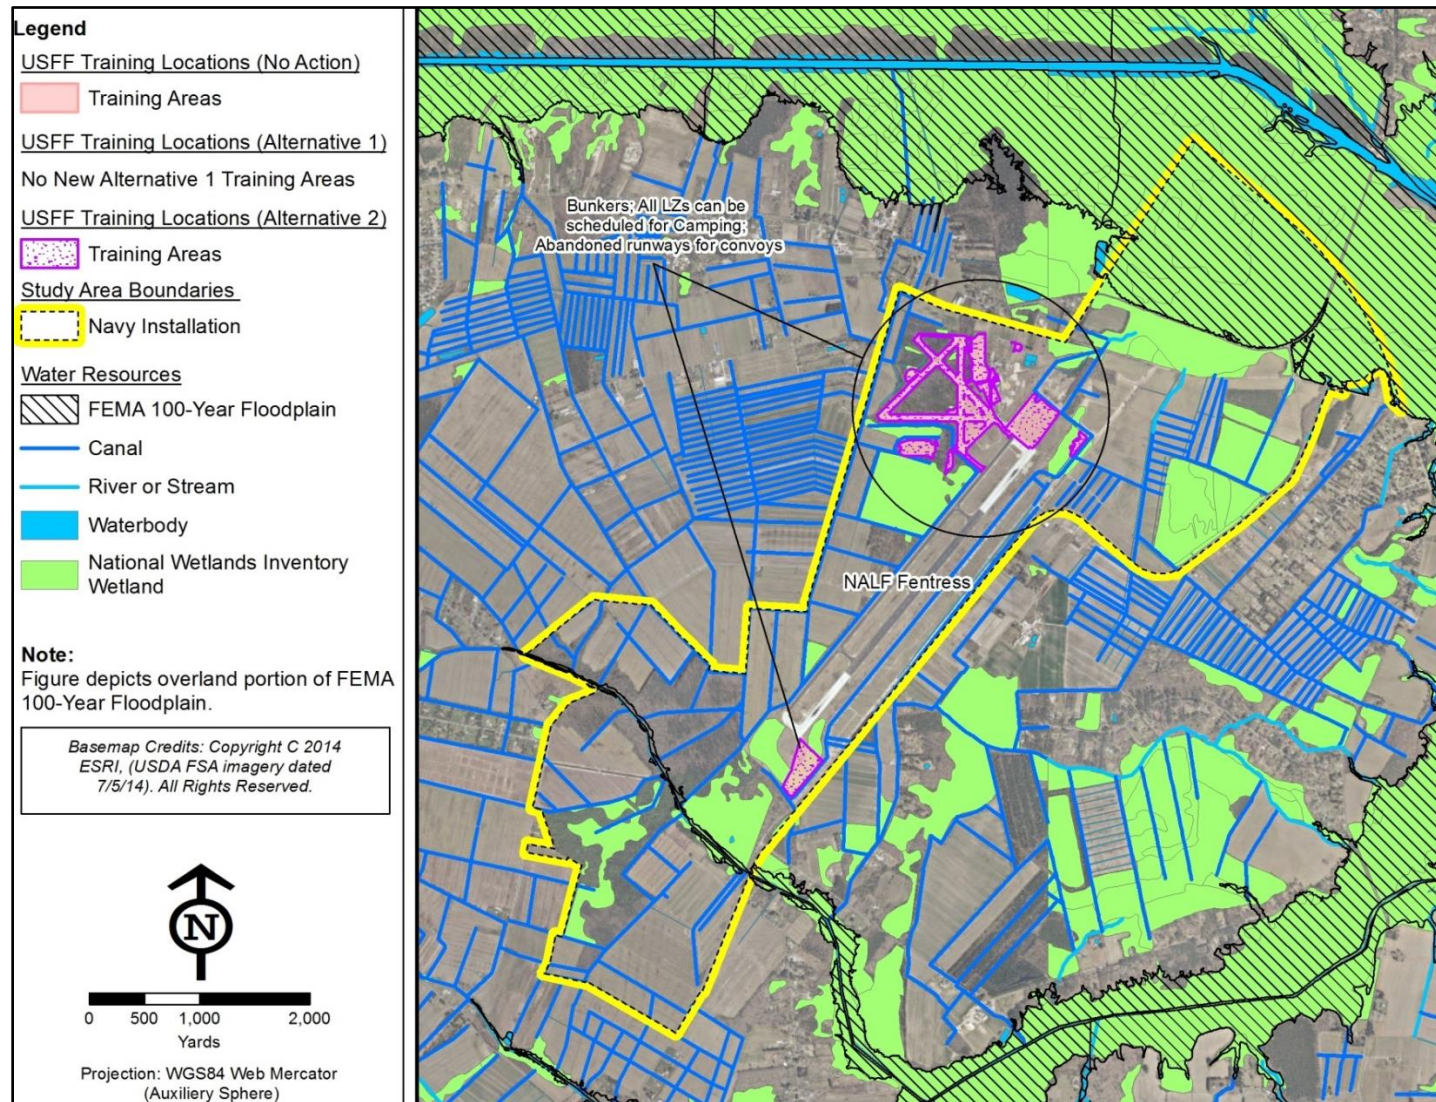 Legend
USFF Training Locations (No Action)
Training Areas
USFF Training Locations (Alternative 1)
No New Alternative 1 Training Areas
USFF Training Locations (Alternative 2)
Training Areas
Study Area Boundaries
Navy Installation
Water Resources
FEMA 100-Year Floodplain
Canal
River or Stream
Waterbody
National Wetlands Inventory
Wetland
Note:
Figure depicts overland portion of FEMA
100-Year Floodplain.
Basemap Credits: Copyright C 2014
ESRI, (USDA FSA imagery dated
7/5/14). All Rights Reserved.
N
0 500 1,000 2,000
Yards
Projection: WGS84 Web Mercator
(Auxiliery Sphere)
Bunkers; All LZs can be
scheduled for Camping;
Abandoned runways for convoys
NALF Fentress